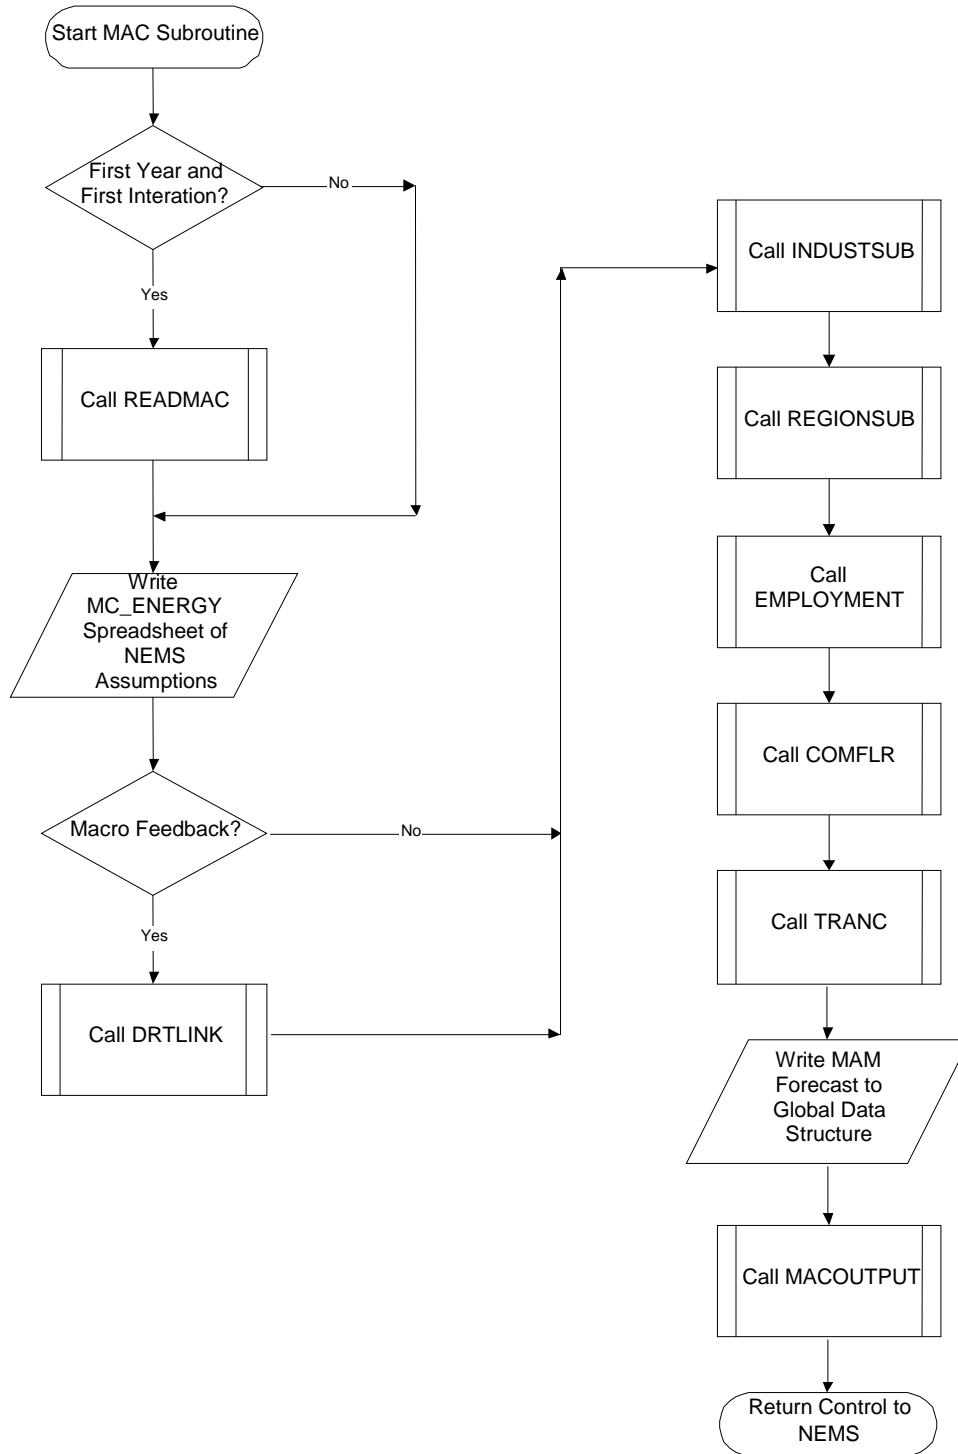 Start MAC Subroutine
First Year and
First Interation?
No
Yes
Call READMAC
Write
MC_ENERGY
Spreadsheet of
NEMS
Assumptions
Macro Feedback?
No
Yes
Call DRTLINK
Call INDUSTSUB
Call REGIONSUB
Call
EMPLOYMENT
Call COMFLR
Call TRANC
Write MAM
Forecast to
Global Data
Structure
Call MACOUTPUT
Return Control to
NEMS